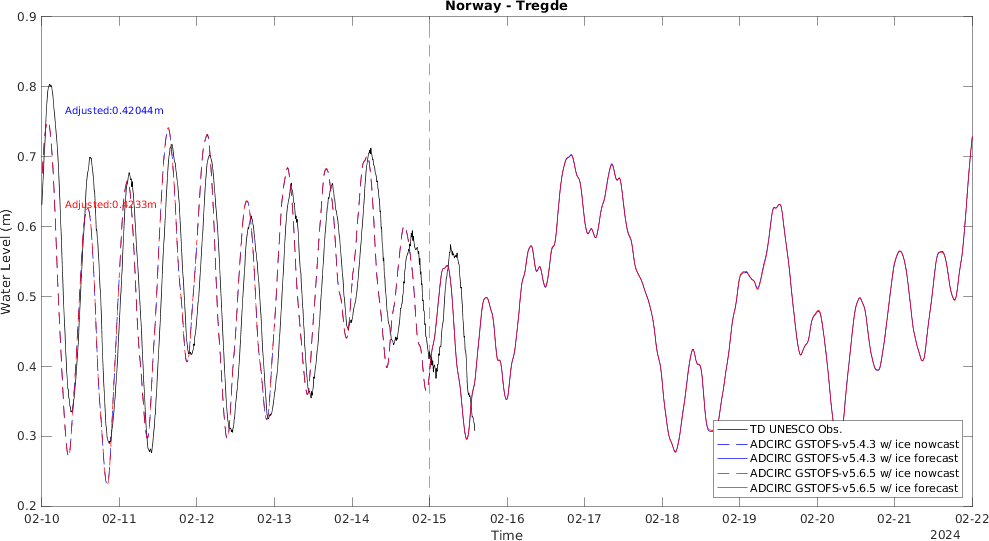 Norway - Tregde
0.9
0.8
0.7
0.6
0.5
0.4
0.3
0.2
Water Level (m)
Adjusted:0.42044m
Adjusted:0.4233m
TD UNESCO Obs.
ADCIRC GSTOFS-v5.4.3 w/ ice nowcast
ADCIRC GSTOFS-v5.4.3 w/ ice forecast
ADCIRC GSTOFS-v5.6.5 w/ ice nowcast
ADCIRC GSTOFS-v5.6.5 w/ ice forecast
02-10 02-11 02-12 02-13 02-14 02-15 02-16 02-17 02-18 02-19 02-20 02-21 02-22
Time
2024